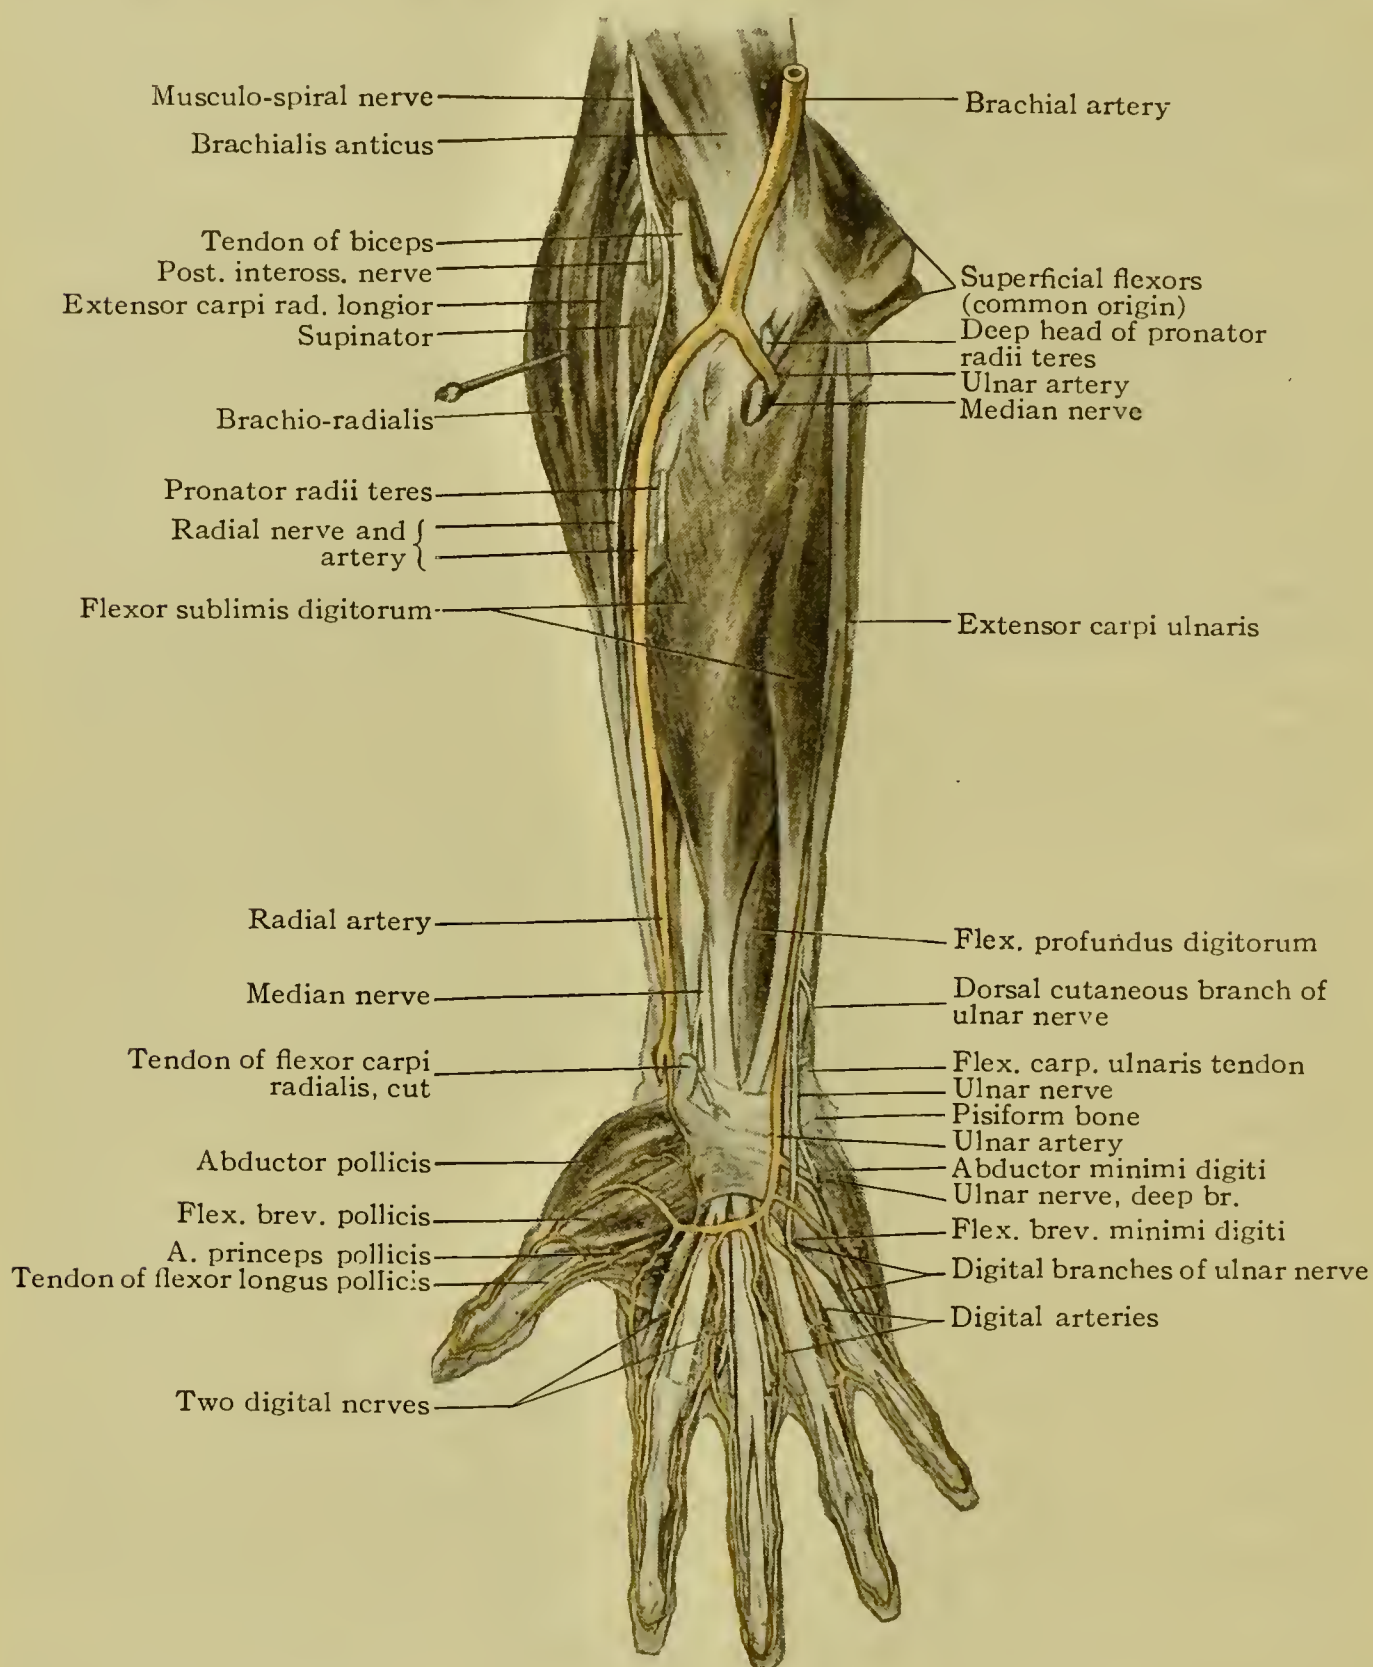 Musculo-spiral nerve
Brachialis anticus
Tendon of biceps
Post. inteross. nerve
Extensor carpi rad. longior
Supinator
Brachio-radialis
Pronator radii teres
Radial nerve and
artery
Flexor sublimis digitorum
Radial artery
Median nerve
Tendon of flexor carpi
radialis, cut
Abductor pollicis
Flex. brev. pollicis
A. princeps pollicis
Tendon of flexor longus pollicis
Two digital nerves
Brachial artery
Superficial flexors
(common origin)
Deep head of pronator
radii teres
Ulnar artery
Median nerve
Extensor carpi ulnaris
Flex. profundus digitorum
Dorsal cutaneous branch of
ulnar nerve
Flex. carp. ulnaris tendon
Ulnar nerve
Pisiform bone
Ulnar artery
Abductor minimi digiti
Ulnar nerve, deep br.
Flex. brev. minimi digiti
Digital branches of ulnar nerve
Digital arteries